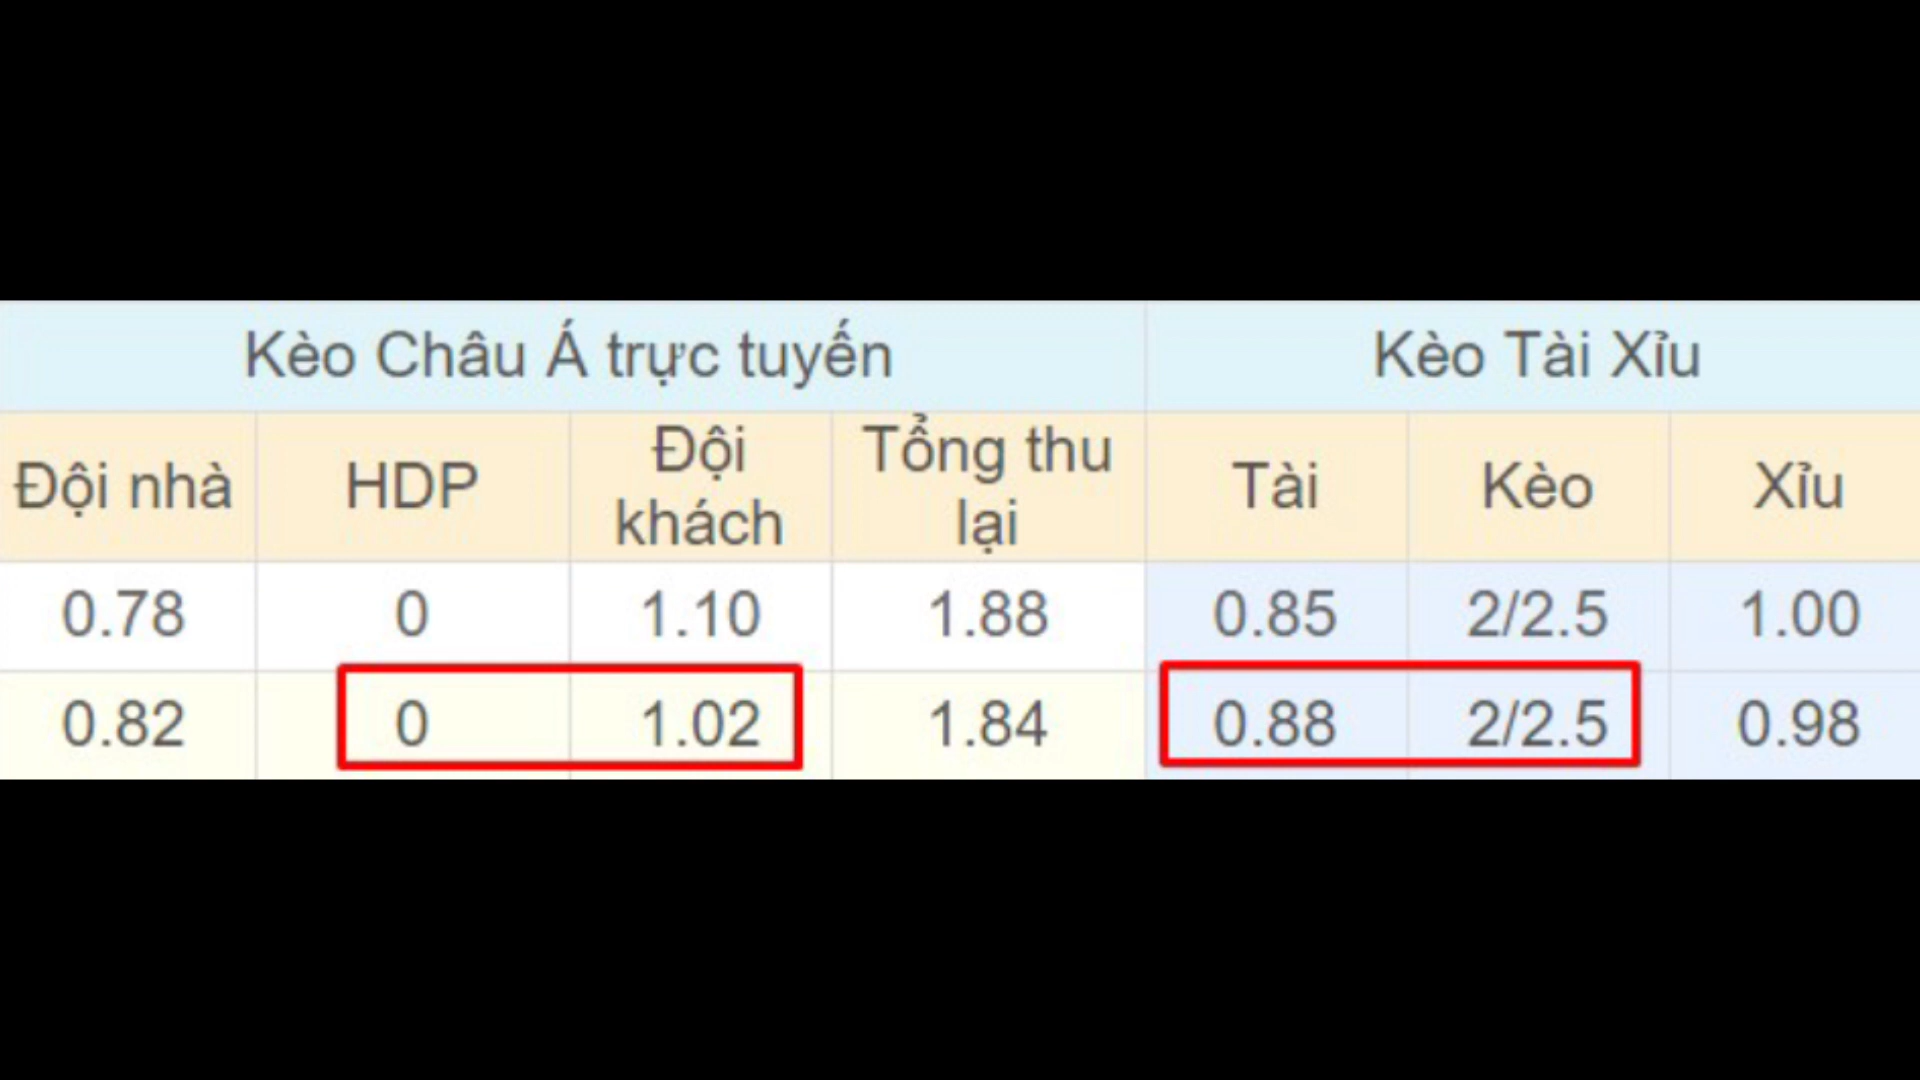 Kèo Châu Á trực tuyến Kèo Tài Xỉu
Đội nhà HDP Đội khách Tổng thu lại Tài Kèo Xỉu
0.78 0 1.10 1.88 0.85 2/2.5 1.00
0.82 0 1.02 1.84 0.88 2/2.5 0.98